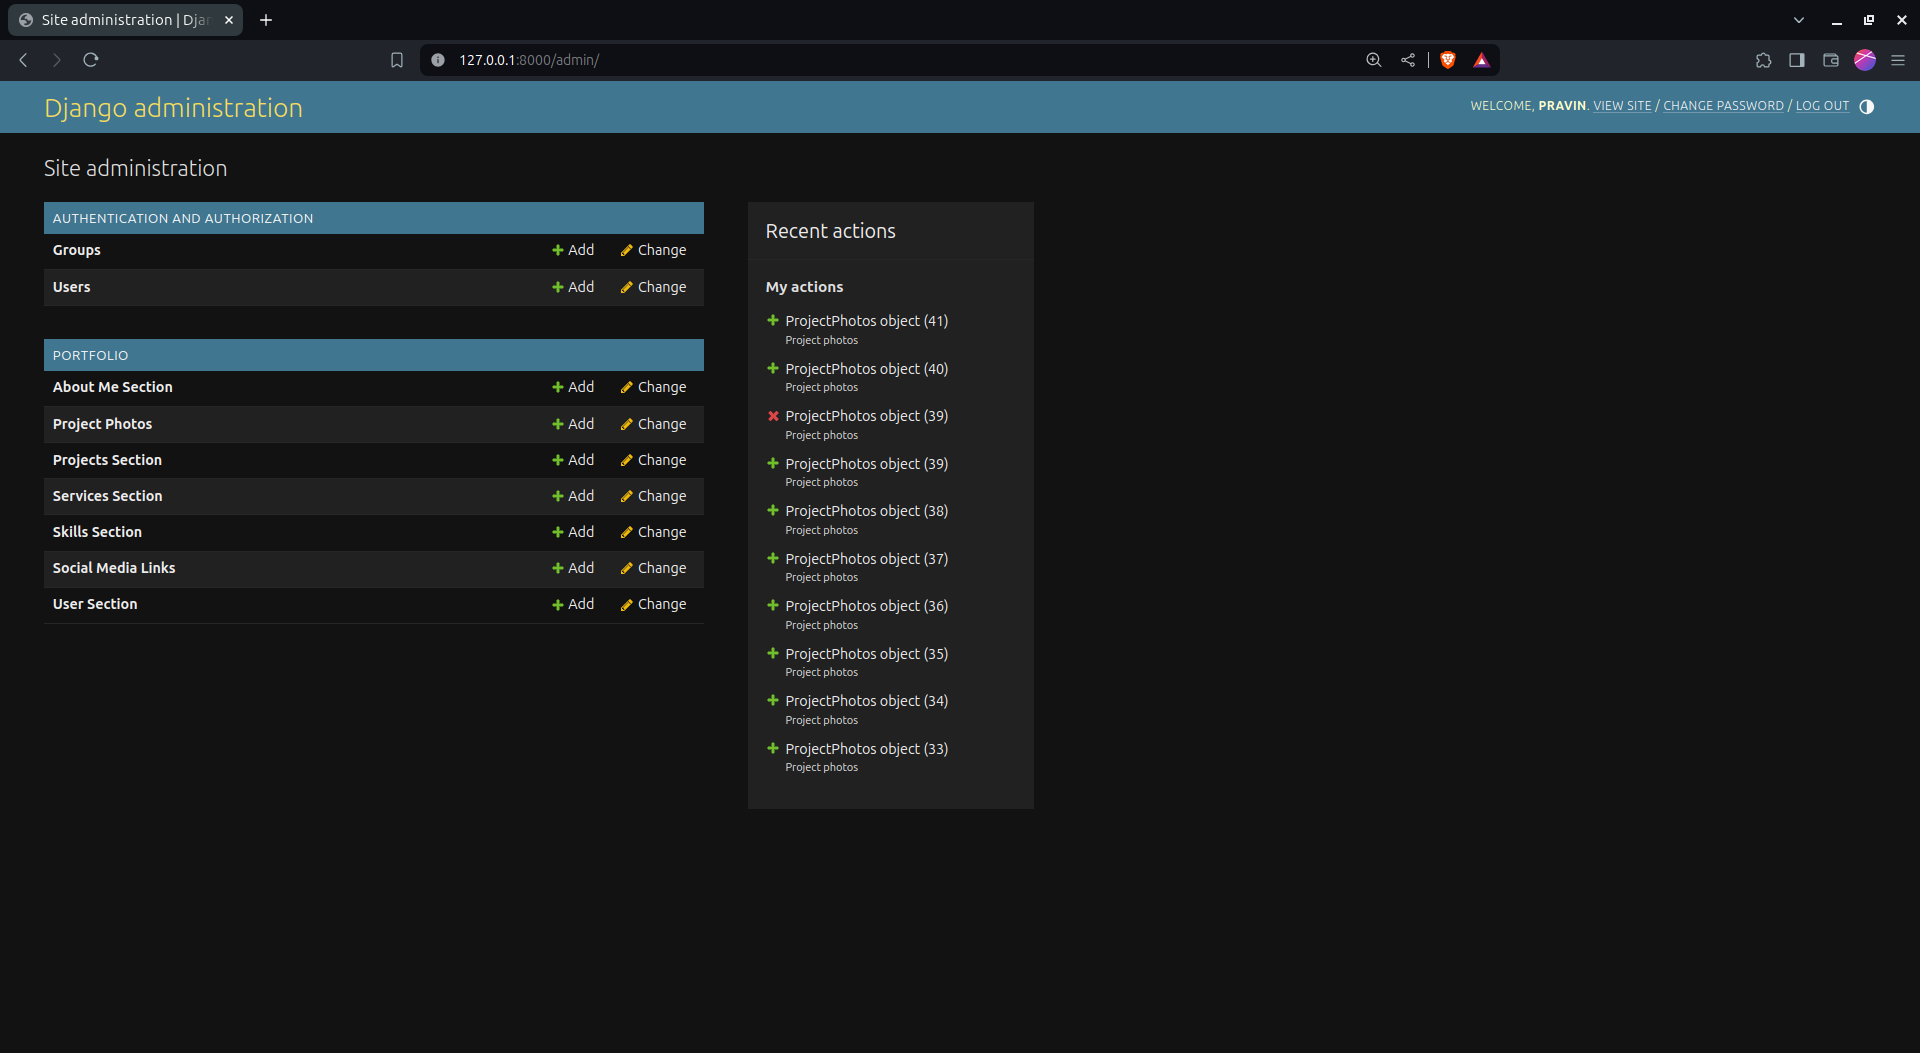 Site administration | Djar
127.0.0.1:8000/admin/
Django administration
WELCOME, PRAVIN. VIEW SITE / CHANGE PASSWORD / LOG OUT
Site administration
AUTHENTICATION AND AUTHORIZATION
Groups Add Change
Users Add Change
PORTFOLIO
About Me Section Add Change
Project Photos Add Change
Projects Section Add Change
Services Section Add Change
Skills Section Add Change
Social Media Links Add Change
User Section Add Change
Recent actions
My actions
ProjectPhotos object (41)
Project photos
ProjectPhotos object (40)
Project photos
ProjectPhotos object (39)
Project photos
ProjectPhotos object (39)
Project photos
ProjectPhotos object (38)
Project photos
ProjectPhotos object (37)
Project photos
ProjectPhotos object (36)
Project photos
ProjectPhotos object (35)
Project photos
ProjectPhotos object (34)
Project photos
ProjectPhotos object (33)
Project photos